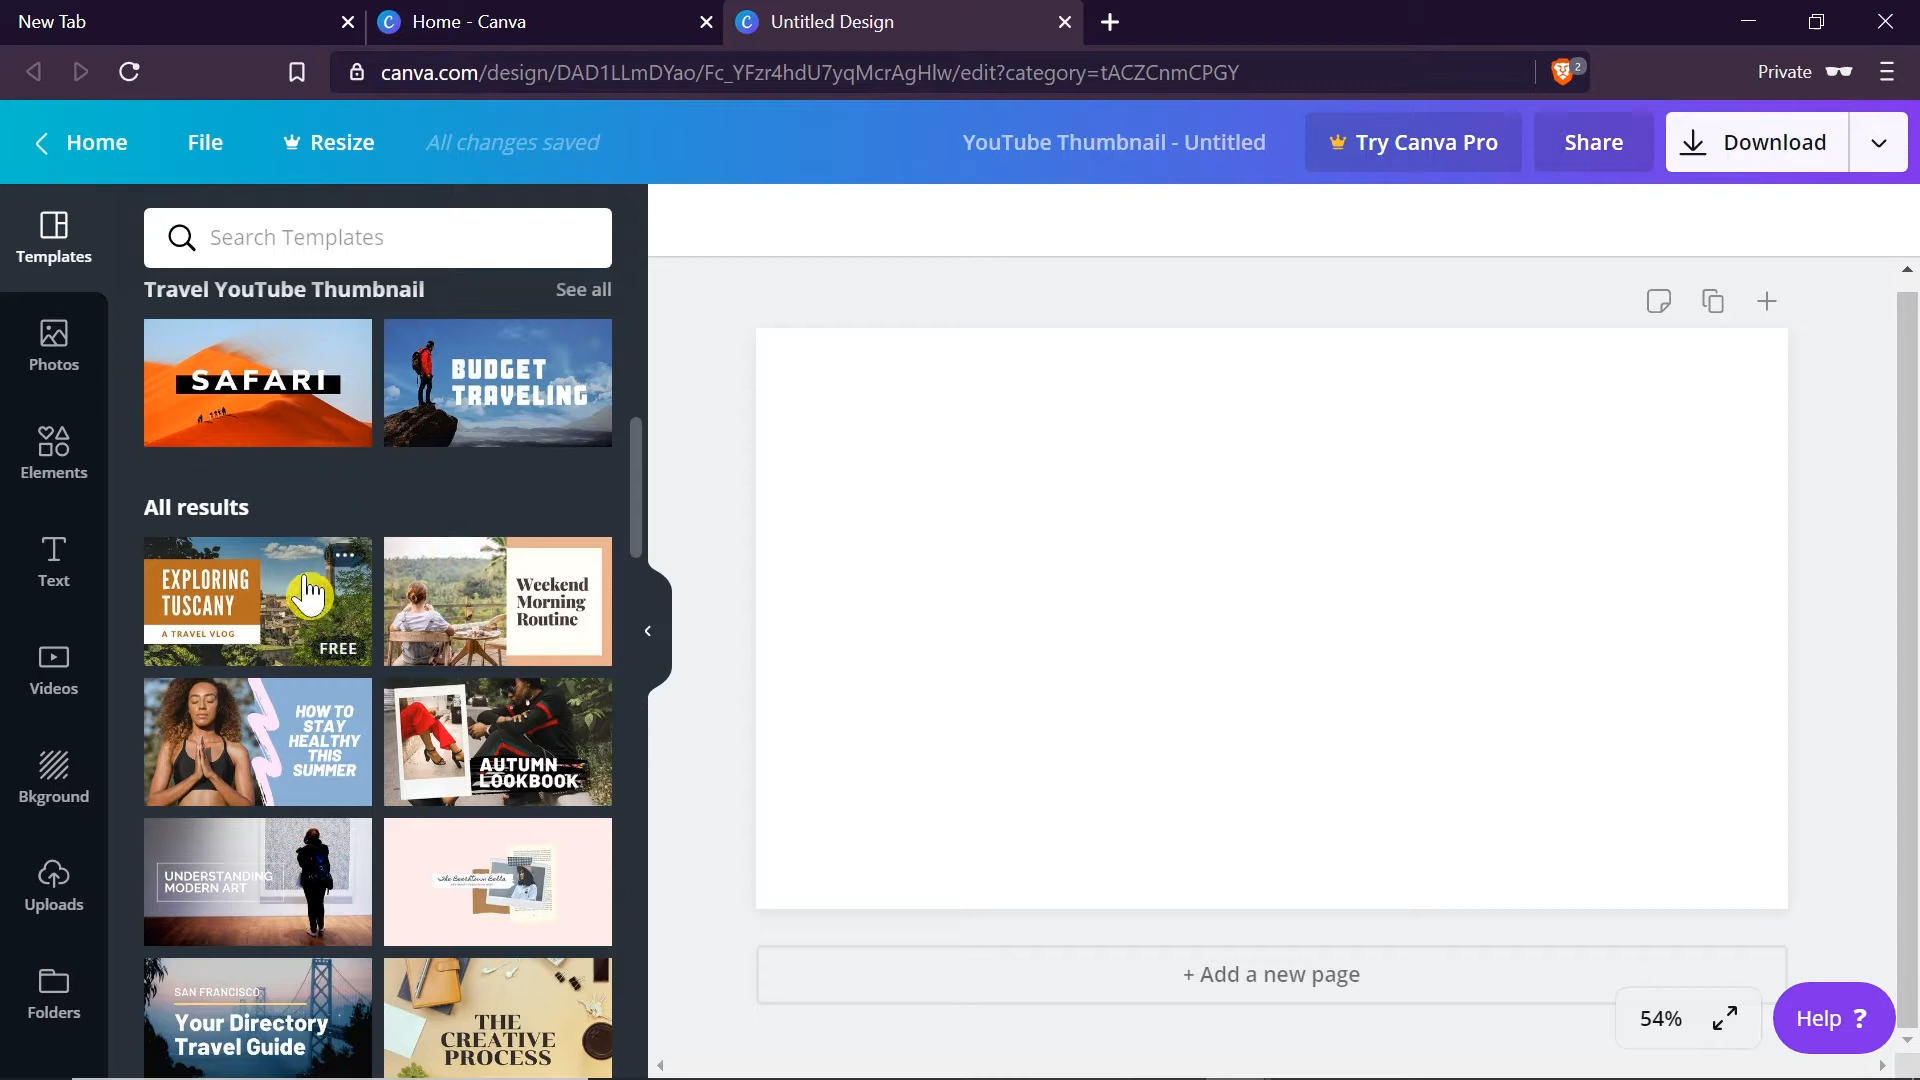 New Tab
Home - Canva
Untitled Design
canva.com/design/DAD1LLmDYao/Fc_YFzr4hdU7yqMcrAgHlw/edit?category=tACZCnmCPGY
2
Private
Home
File
Resize
All changes saved
YouTube Thumbnail - Untitled
Try Canva Pro
Share
Download
Templates
Photos
Elements
Text
Videos
Bkground
Uploads
Folders
Search Templates
Travel YouTube Thumbnail
See all
SAFARI
BUDGET
TRAVELING
All results
EXPLORING
TUSCANY
A TRAVEL VLOG
FREE
Weekend
Morning
Routine
HOW TO
STAY
HEALTHY
THIS
SUMMER
AUTUMN
LOOKBOOK
UNDERSTANDING
MODERN ART
SAN FRANCISCO
Your Directory
Travel Guide
THE
CREATIVE
PROCESS
+ Add a new page
54%
Help ?